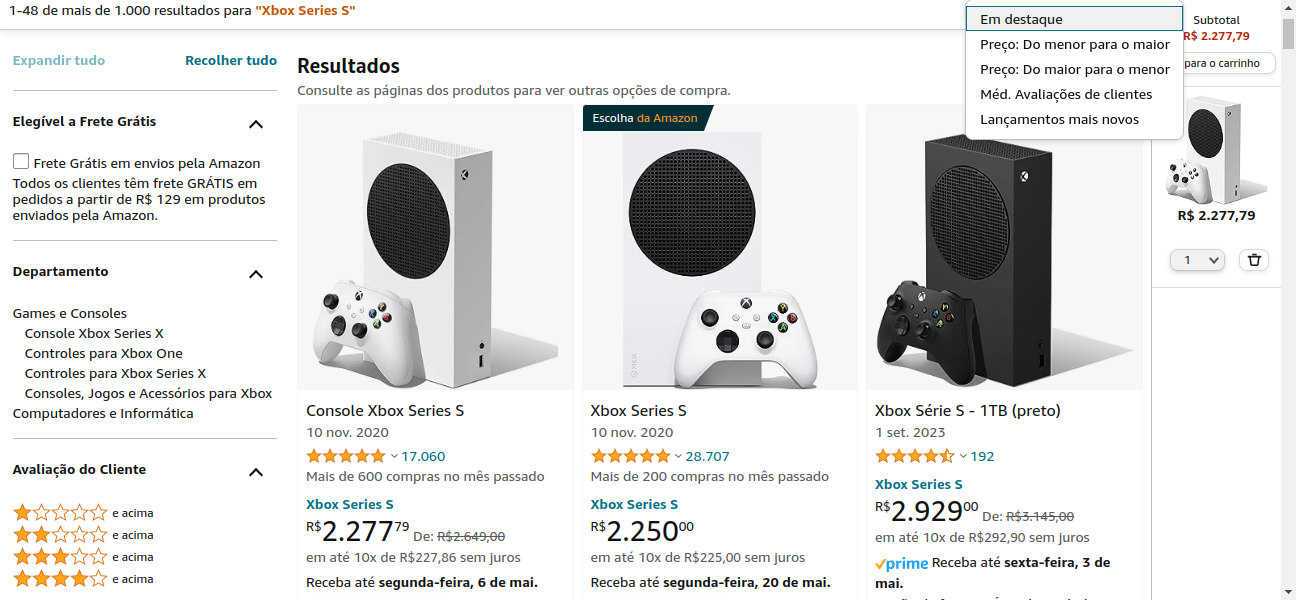 1-48 de mais de 1.000 resultados para "Xbox Series S"
Em destaque
Preço: Do menor para o maior
Preço: Do maior para o menor
Méd. Avaliações de clientes
Lançamentos mais novos
Subtotal
R$ 2.277,79
para o carrinho
R$ 2.277,79
1
Expandir tudo
Recolher tudo
Elegível a Frete Grátis
Frete Grátis em envios pela Amazon
Todos os clientes têm frete GRÁTIS em
pedidos a partir de R$ 129 em produtos
enviados pela Amazon.
Departamento
Games e Consoles
Console Xbox Series X
Controles para Xbox One
Controles para Xbox Series X
Consoles, Jogos e Acessórios para Xbox
Computadores e Informática
Avaliação do Cliente
e acima
e acima
e acima
e acima
Resultados
Consulte as páginas dos produtos para ver outras opções de compra.
Console Xbox Series S
10 nov. 2020
17.060
Mais de 600 compras no mês passado
Xbox Series S
R$2.27779 De: R$2.649,00
em até 10x de R$227,86 sem juros
Receba até segunda-feira, 6 de mai.
Escolha da Amazon
XBOX
Xbox Series S
10 nov. 2020
28.707
Mais de 200 compras no mês passado
Xbox Series S
R$2.25000
em até 10x de R$225,00 sem juros
Receba até segunda-feira, 20 de mai.
Xbox Série S - 1TB (preto)
1 set. 2023
192
Xbox Series S
R$2.92900 De: R$3.145,00
em até 10x de R$292,90 sem juros
prime Receba até sexta-feira, 3 de
mai.